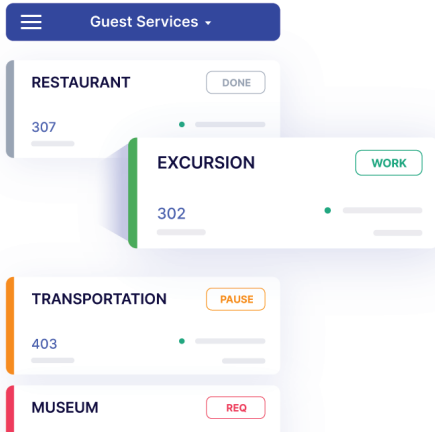 Guest Services
RESTAURANT
DONE
307
EXCURSION
WORK
302
TRANSPORTATION
PAUSE
403
MUSEUM
REQ